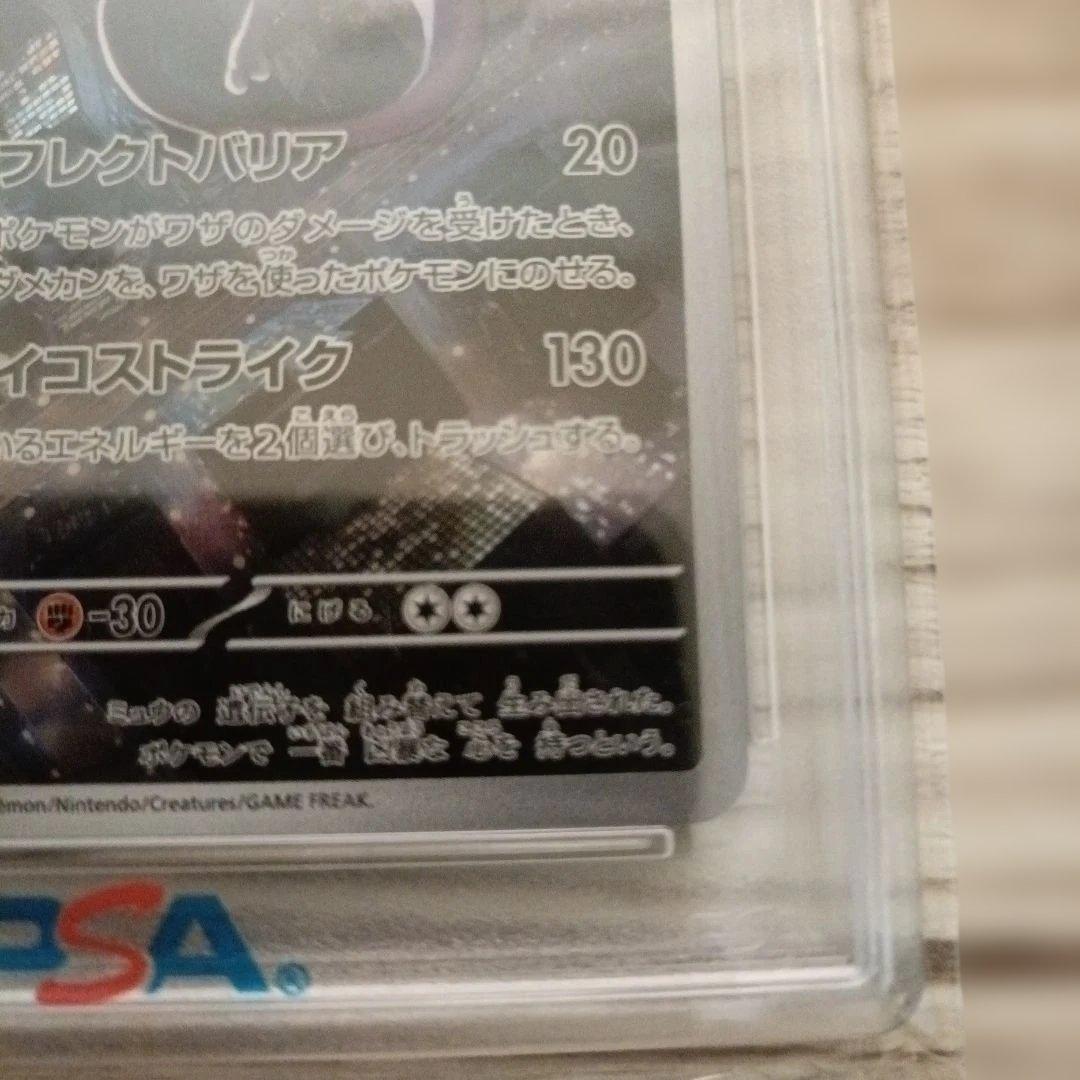 フレクトバリア 20
ポケモンがワザのダメージを受けたとき、
ダメカンを、ワザを使ったポケモンにのせる。
イコストライク 130
いるエネルギーを2個選び、トラッシュする。
力 -30 にげる
ミュウの 遺伝子を 組み替えて 生み出された。
ポケモンで 一番 凶暴な 心を 持つという。
émon/Nintendo/Creatures/GAME FREAK.
PSA®